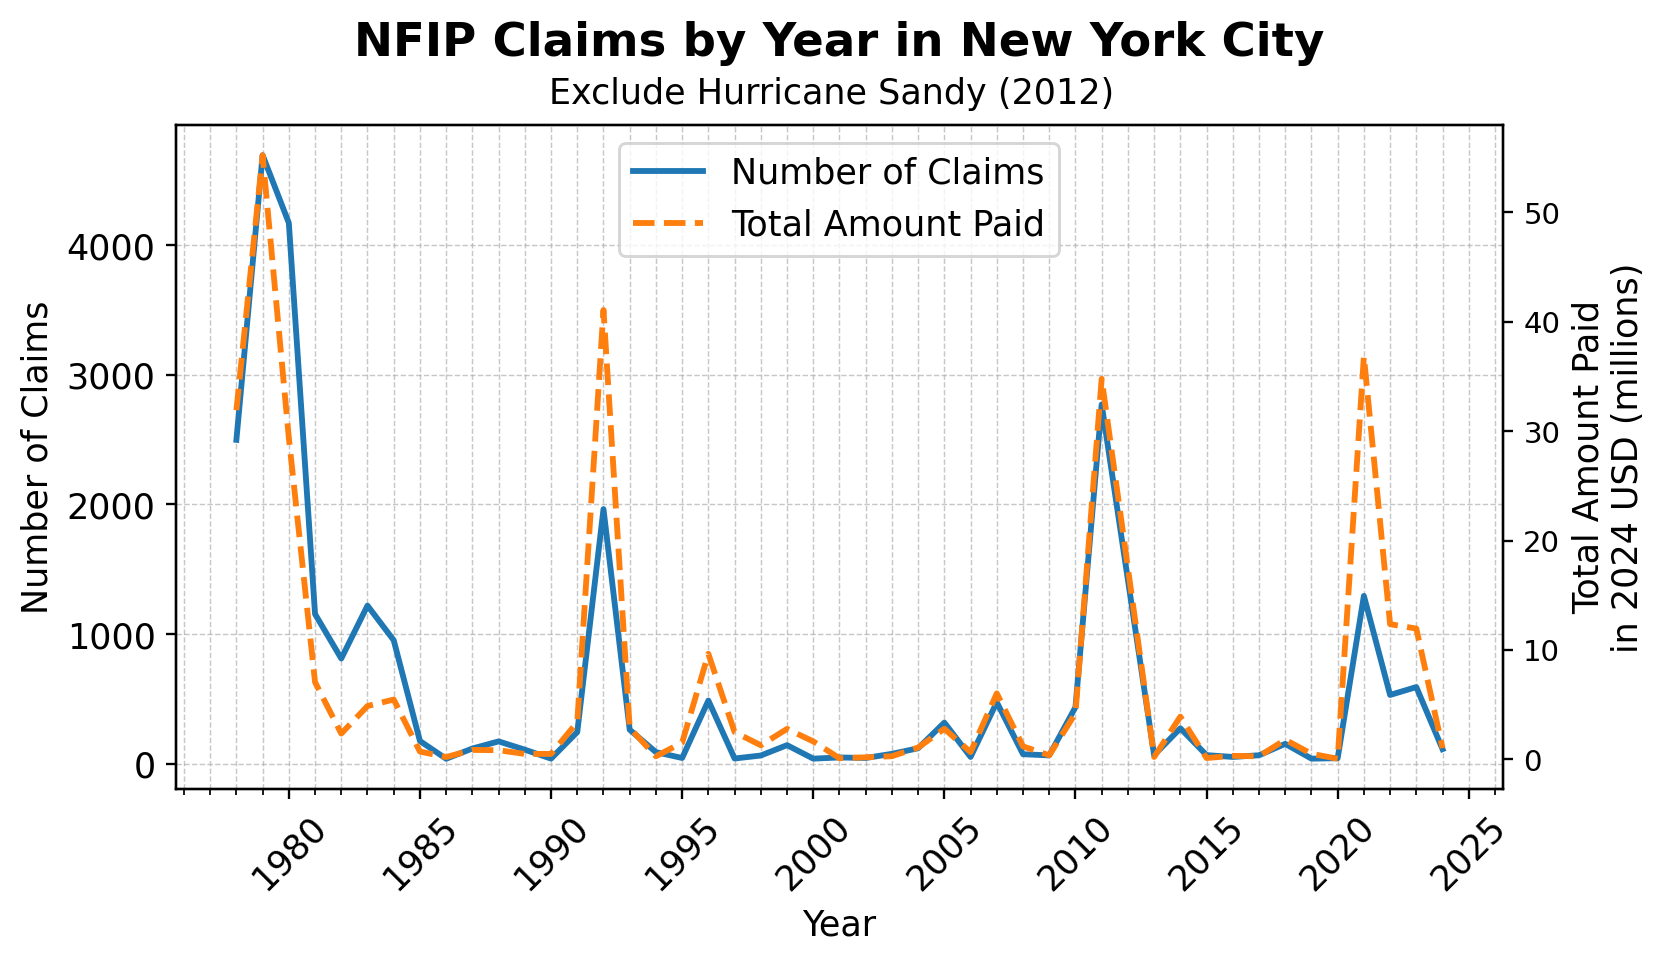 NFIP Claims by Year in New York City
Exclude Hurricane Sandy (2012)
Number of Claims
Total Amount Paid
4000
3000
2000
1000
0
Number of Claims
50
40
30
20
10
0
Total Amount Paid
in 2024 USD (millions)
1980
1985
1990
1995
2000
2005
2010
2015
2020
2025
Year